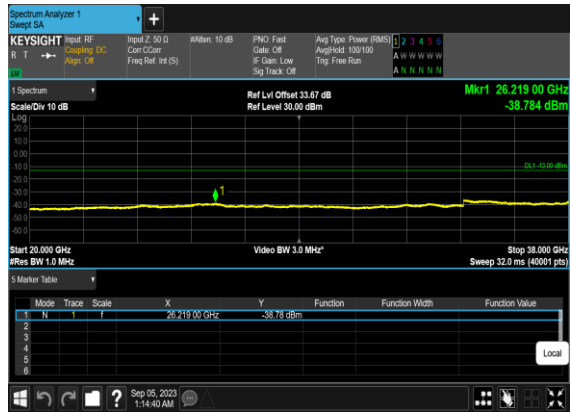 Spectrum Analyzer 1
Swept SA
+
KEYSIGHT Input: RF Input Z: 50 Ω #Atten: 10 dB PNO: Fast Avg Type: Power (RMS) 1 2 3 4 5 6
R T Coupling: DC Corr CCorr Gate: Off Avg|Hold: 100/100 A W W W W W
Align: Off Freq Ref: Int (S) IF Gain: Low Trig: Free Run
LV Sig Track: Off A N N N N N
1 Spectrum Ref Lvl Offset 33.67 dB Mkr1 26.219 00 GHz
Scale/Div 10 dB Ref Level 30.00 dBm -38.784 dBm
Log
20.0
10.0
0.00
-10.0 DL1 -13.00 dBm
-20.0
-30.0 1
-40.0
-50.0
-60.0
Start 20.000 GHz Video BW 3.0 MHz* Stop 38.000 GHz
#Res BW 1.0 MHz Sweep 32.0 ms (40001 pts)
5 Marker Table
Mode Trace Scale X Y Function Function Width Function Value
1 N 1 f 26.219 00 GHz -38.78 dBm
2
3
4
5
6
Local
? Sep 05, 2023
1:14:40 AM